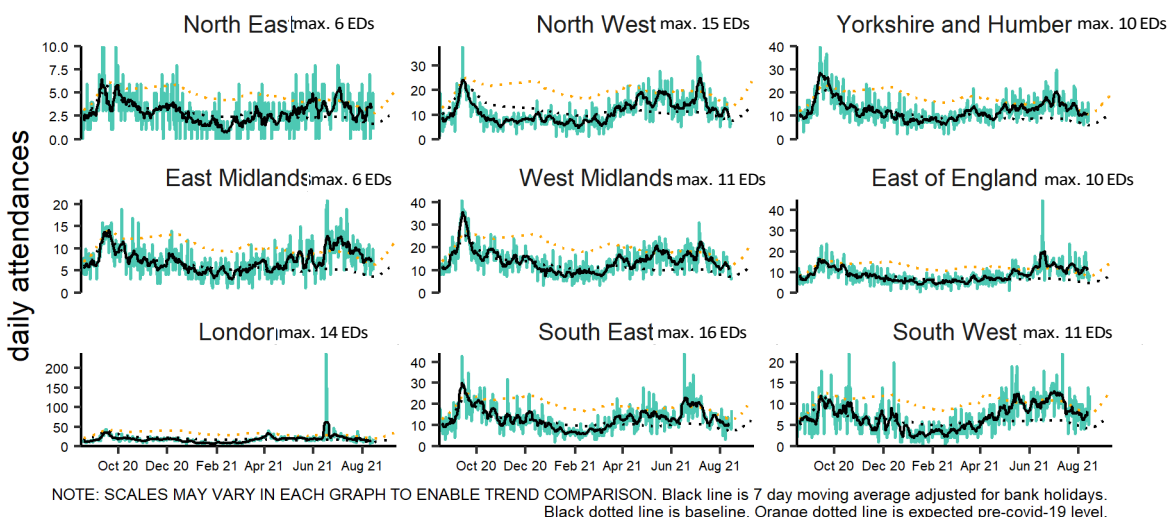 North East max. 6 EDs North West max. 15 EDs Yorkshire and Humber max. 10 EDs
10.0 7.5 5.0 2.5 0.0
30 20 10 0
40 30 20 10 0
daily attendances
East Midlands max. 6 EDs West Midlands max. 11 EDs East of England max. 10 EDs
20 15 10 5 0
40 30 20 10 0
40 30 20 10 0
London max. 14 EDs South East max. 16 EDs South West max. 11 EDs
200 150 100 50 0
40 30 20 10 0
20 15 10 5 0
Oct 20 Dec 20 Feb 21 Apr 21 Jun 21 Aug 21 Oct 20 Dec 20 Feb 21 Apr 21 Jun 21 Aug 21 Oct 20 Dec 20 Feb 21 Apr 21 Jun 21 Aug 21
NOTE: SCALES MAY VARY IN EACH GRAPH TO ENABLE TREND COMPARISON. Black line is 7 day moving average adjusted for bank holidays.
Black dotted line is baseline. Orange dotted line is expected pre-covid-19 level.